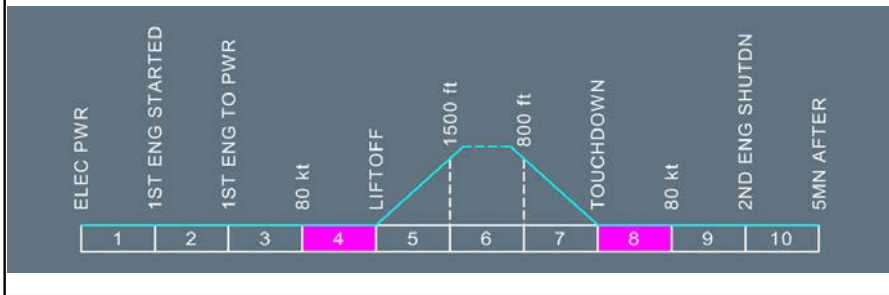 ELEC PWR
1ST ENG STARTED
1ST ENG TO PWR
80 kt
LIFTOFF
1500 ft
800 ft
TOUCHDOWN
80 kt
2ND ENG SHUTDN
5MN AFTER
1 2 3 4 5 6 7 8 9 10